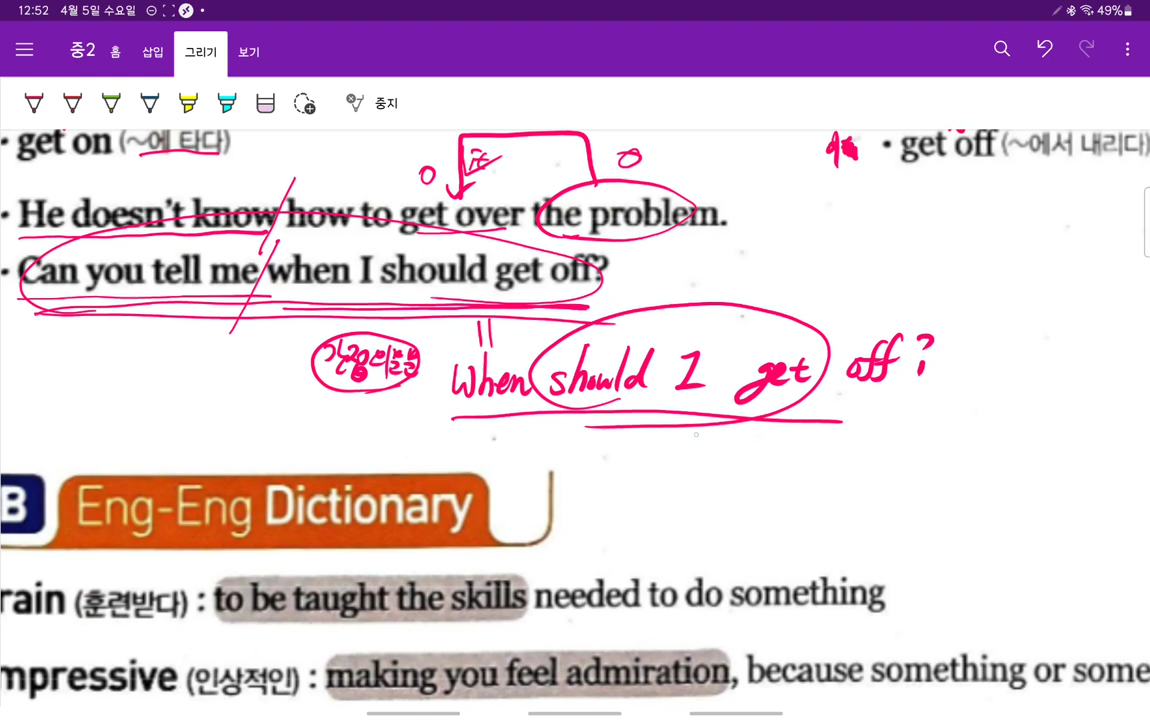 12:52 4월 5일 수요일 49%
중2 홈 삽입 그리기 보기
중지
• get on (~에 타다) • get off (~에서 내리다)
it
• He doesn't know how to get over the problem.
• Can you tell me when I should get off?
간접의문문 When should I get off?
B Eng-Eng Dictionary
rain (훈련받다) : to be taught the skills needed to do something
mpressive (인상적인) : making you feel admiration, because something or some